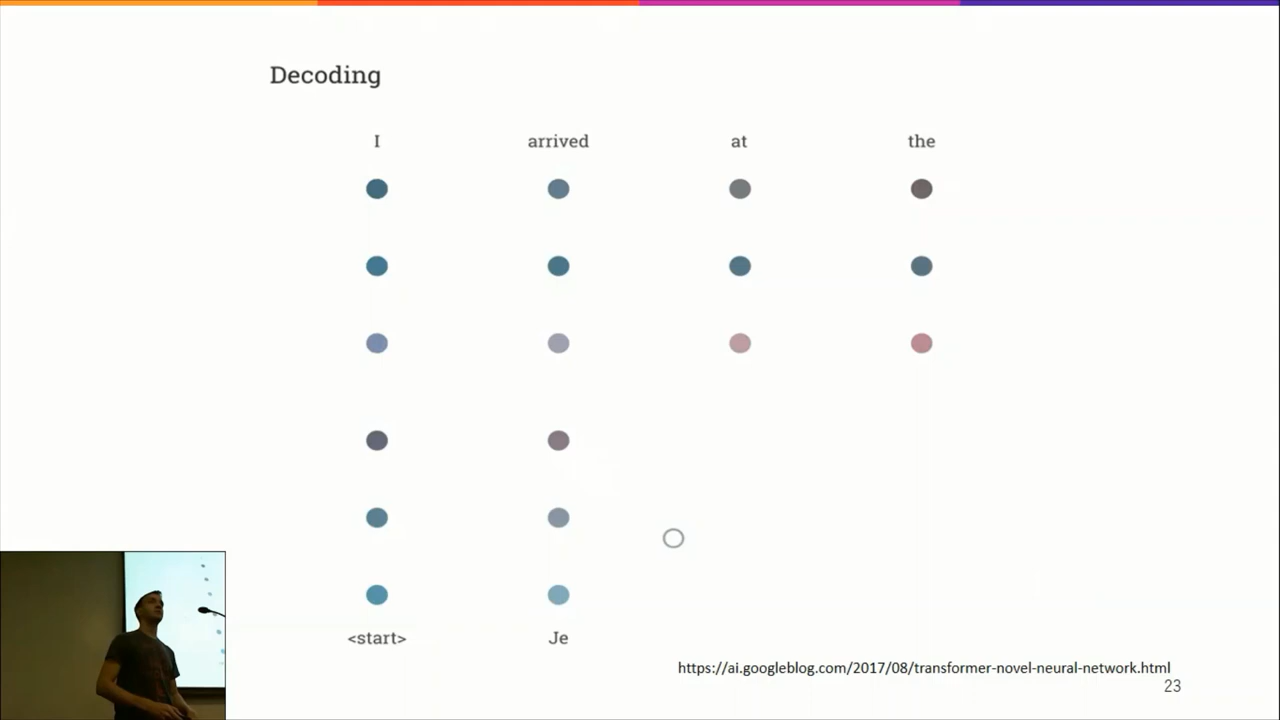 Decoding
I arrived at the
<start> Je
https://ai.googleblog.com/2017/08/transformer-novel-neural-network.html
23